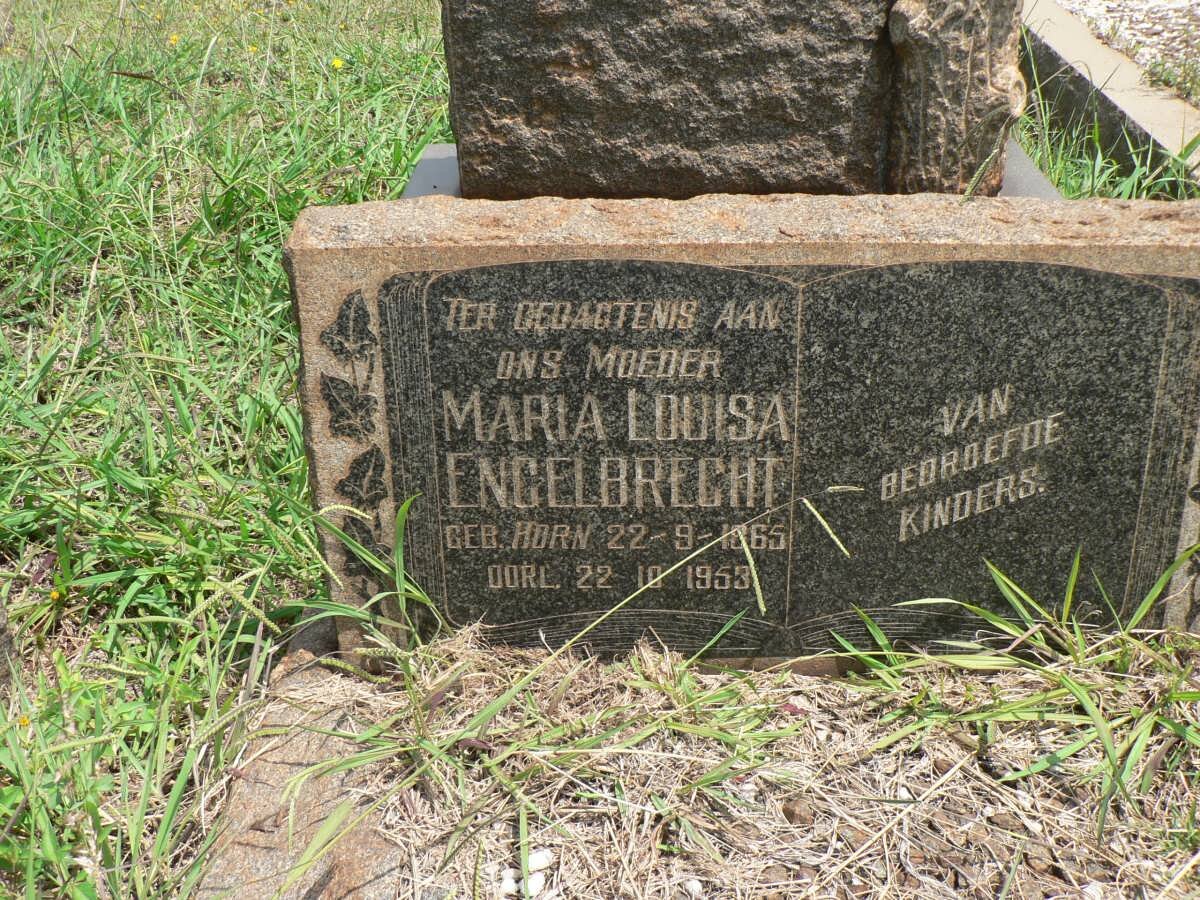 TER GEDAGTENIS AAN
ONS MOEDER
MARIA LOUISA
ENGELBRECHT
GEB. HORN 22-9-1865
OORL. 22 10 1953
VAN
BEDROEFDE
KINDERS.